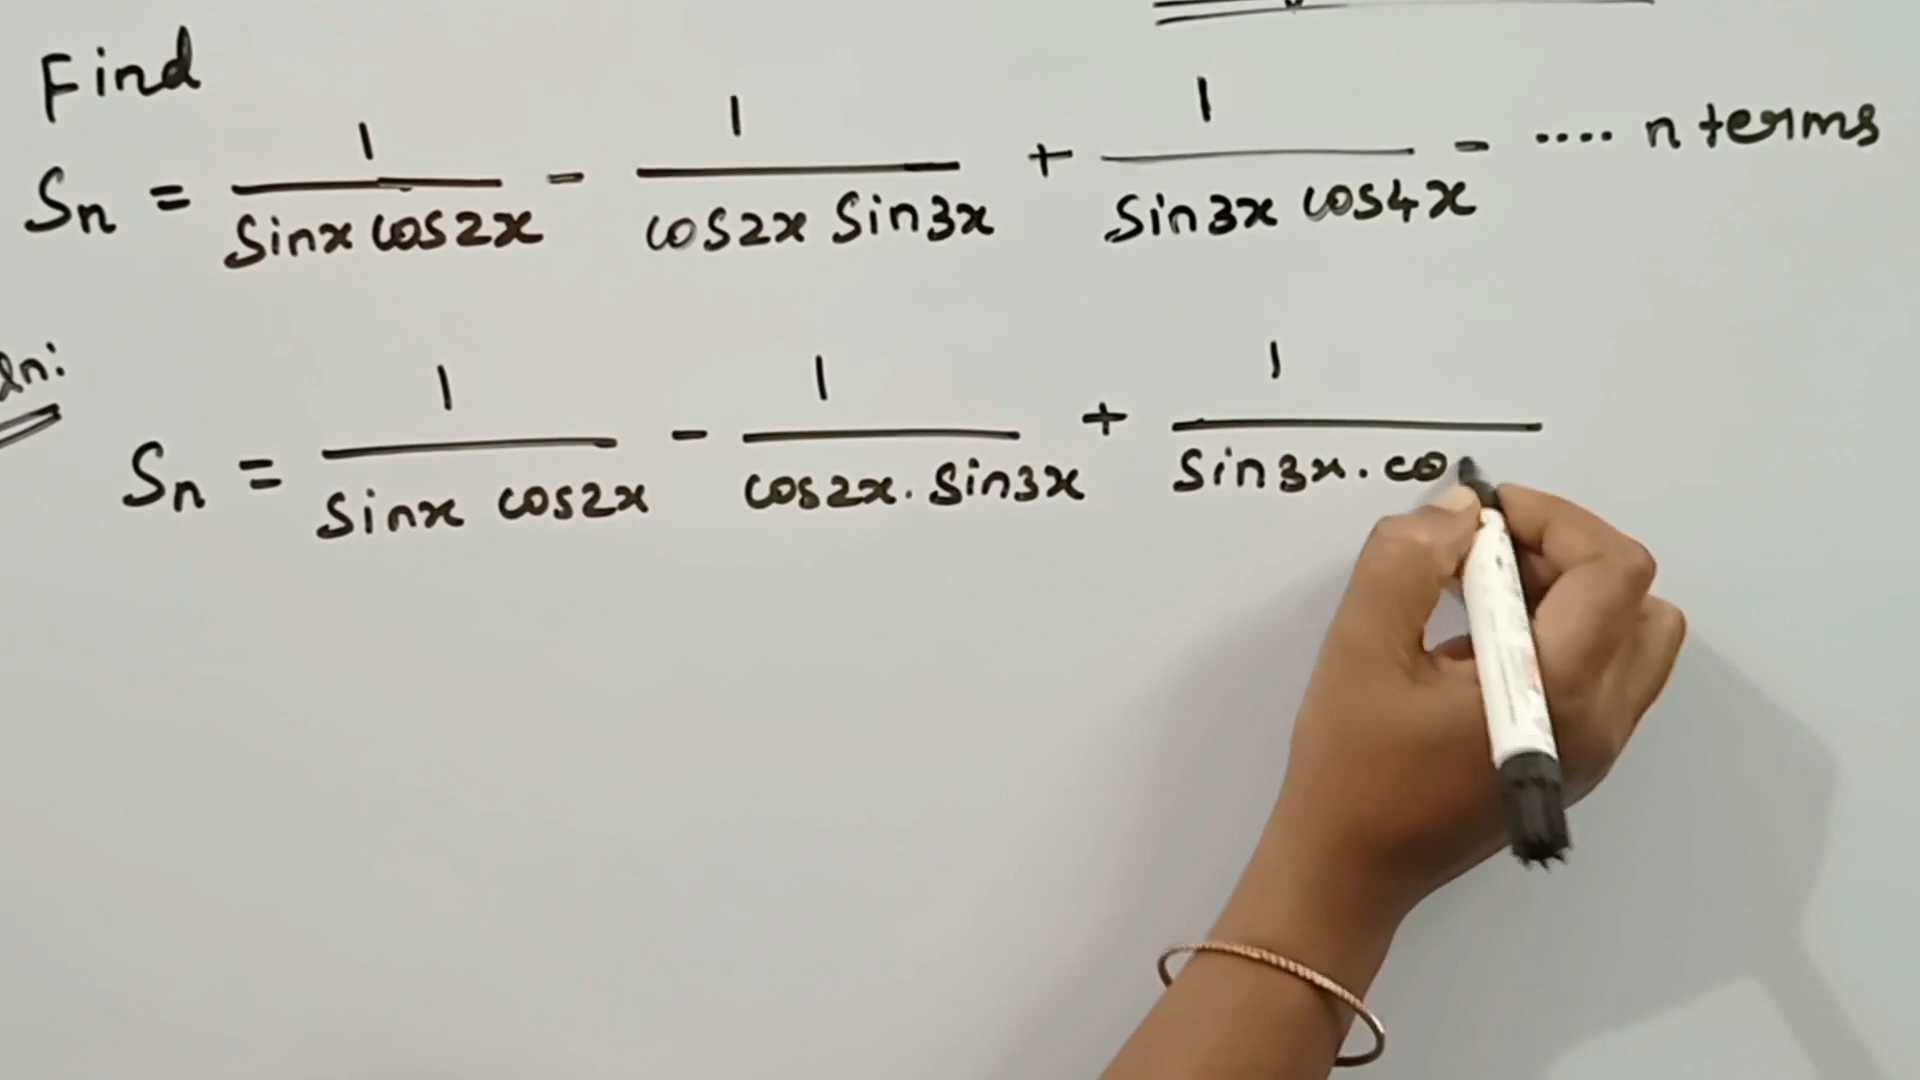 Find
Sn = 1/(Sinx cos2x) - 1/(cos2x Sin3x) + 1/(Sin3x cos4x) - .... n terms
ln:
Sn = 1/(Sinx cos2x) - 1/(cos2x . Sin3x) + 1/(Sin3x . co